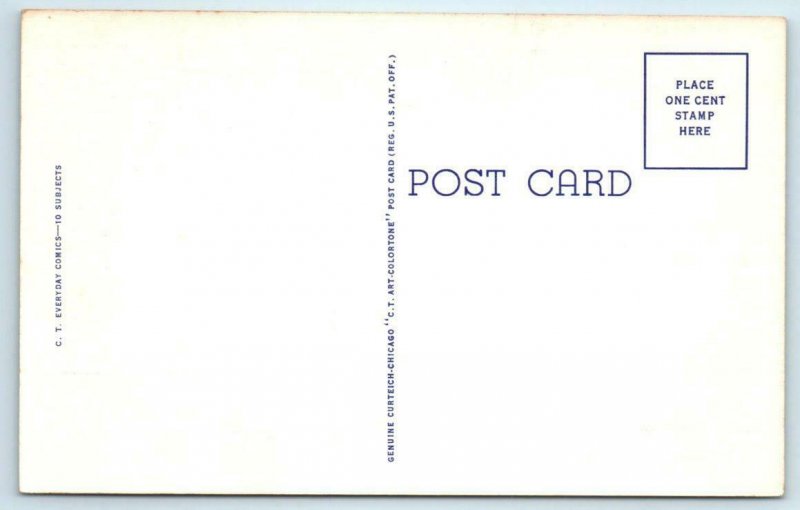 C. T. EVERYDAY COMICS—10 SUBJECTS
GENUINE CURTEICH-CHICAGO "C.T. ART-COLORTONE" POST CARD (REG. U.S. PAT. OFF.)
POST CARD
PLACE
ONE CENT
STAMP
HERE